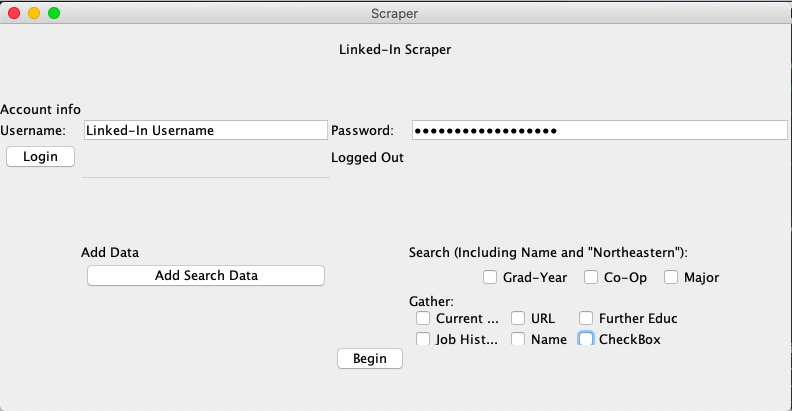 Scraper
Linked-In Scraper
Account info
Username: Linked-In Username Password: ••••••••••••••••••
Login Logged Out
Add Data Search (Including Name and "Northeastern"):
Add Search Data Grad-Year Co-Op Major
Gather:
Current ... URL Further Educ
Job Hist... Name CheckBox
Begin